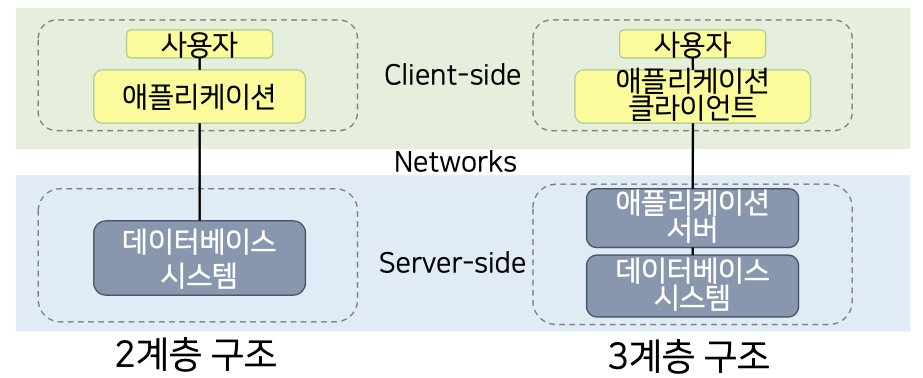 사용자
애플리케이션
Client-side
사용자
애플리케이션
클라이언트
Networks
데이터베이스
시스템
Server-side
애플리케이션
서버
데이터베이스
시스템
2계층 구조
3계층 구조